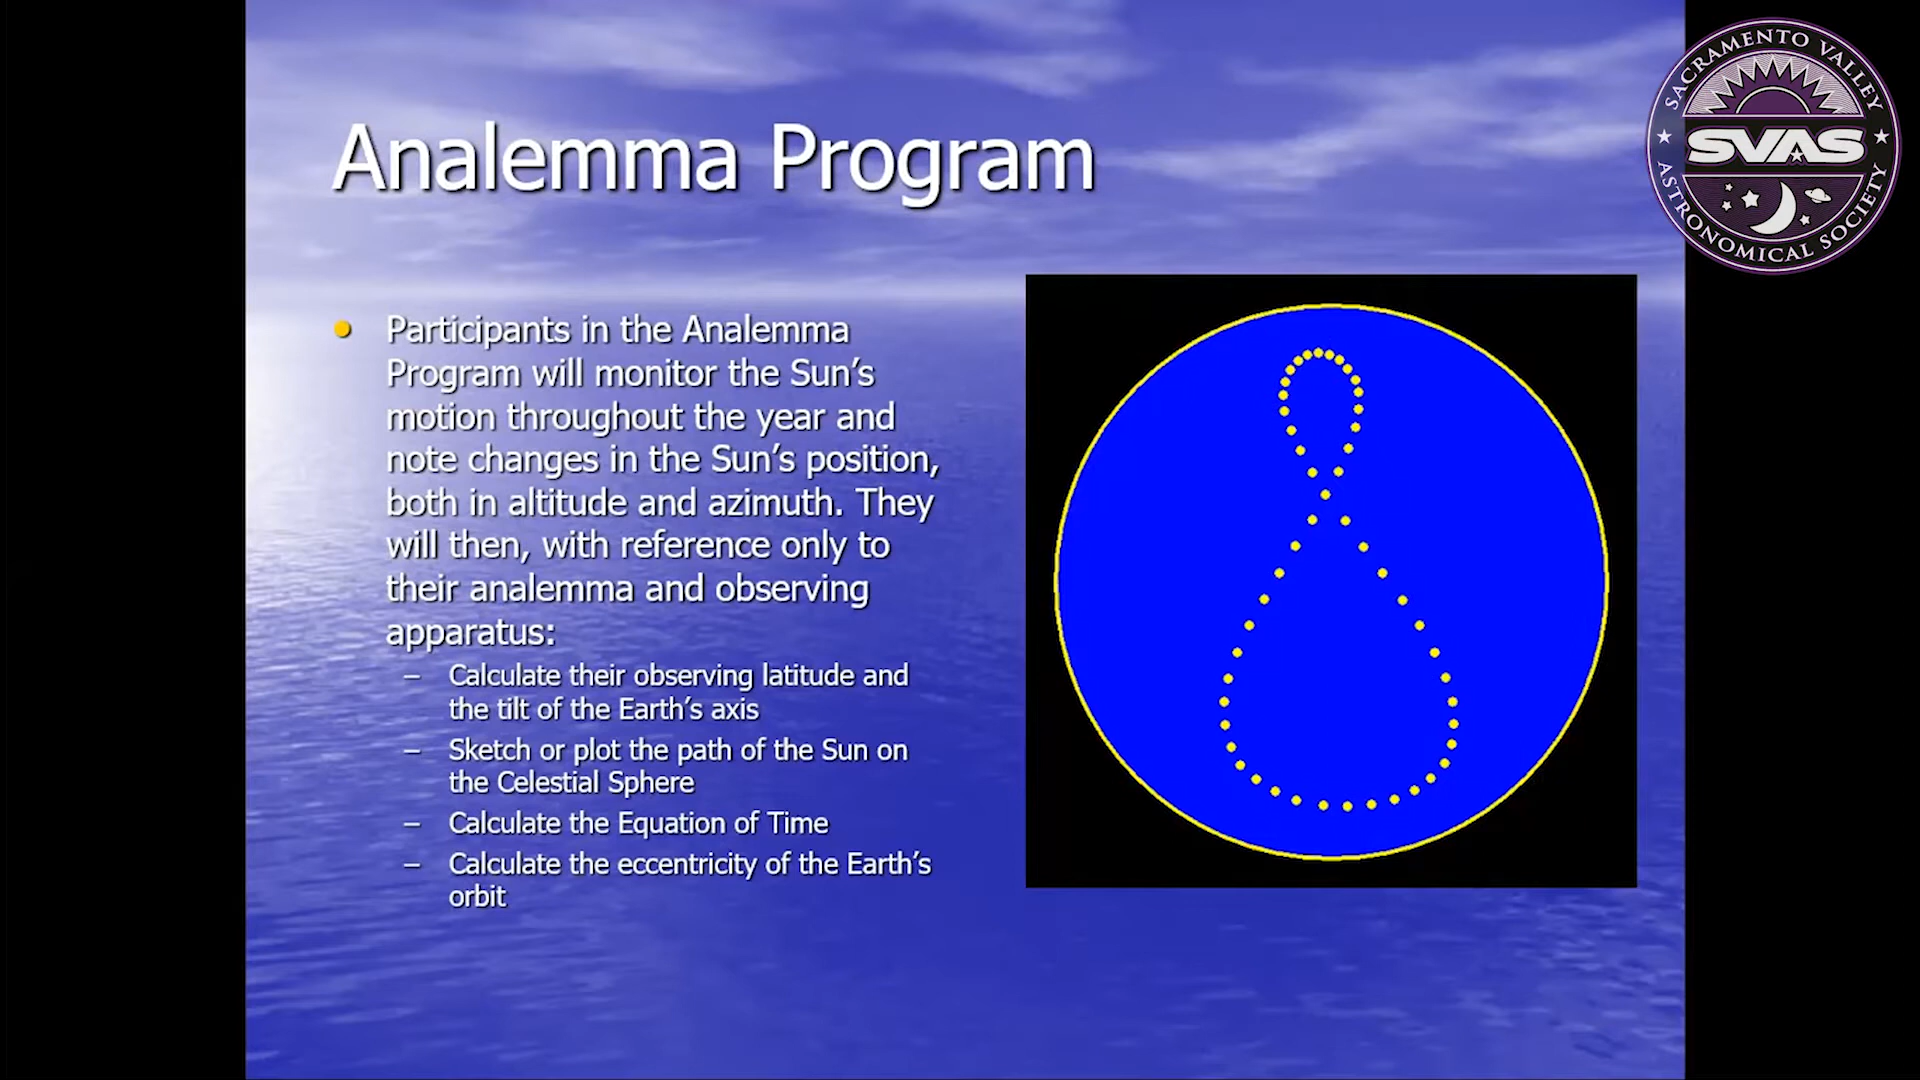 Analemma Program
SACRAMENTO VALLEY
SVAS
ASTRONOMICAL SOCIETY
• Participants in the Analemma
Program will monitor the Sun’s
motion throughout the year and
note changes in the Sun’s position,
both in altitude and azimuth. They
will then, with reference only to
their analemma and observing
apparatus:
– Calculate their observing latitude and
the tilt of the Earth’s axis
– Sketch or plot the path of the Sun on
the Celestial Sphere
– Calculate the Equation of Time
– Calculate the eccentricity of the Earth’s
orbit